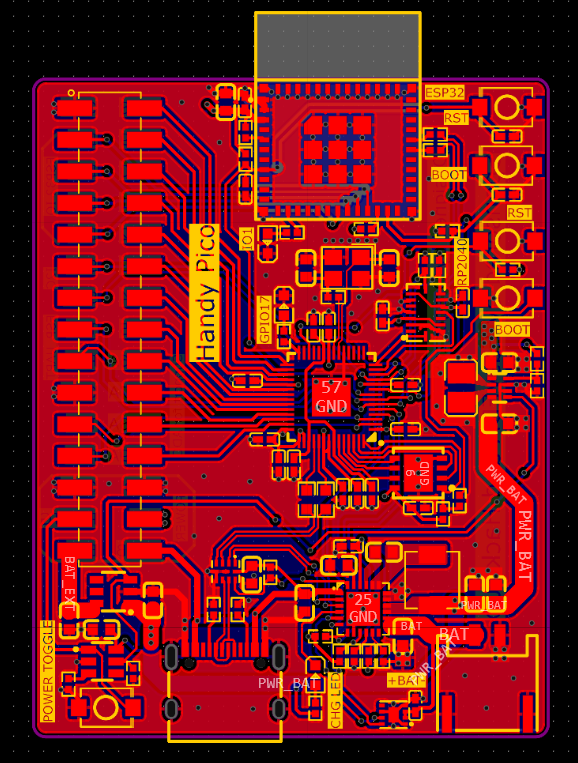 ESP32
RST
BOOT
RST
IO1
RP2040
Handy Pico
GPIO17
BOOT
57
GND
9
GND
PWR_BAT
PWR_BAT
BAT_EX
25
GND
PWR_BAT
BAT
BAT
PWR_BAT
POWER TOGGLE
PWR_BAT
CHG LED
+BAT-